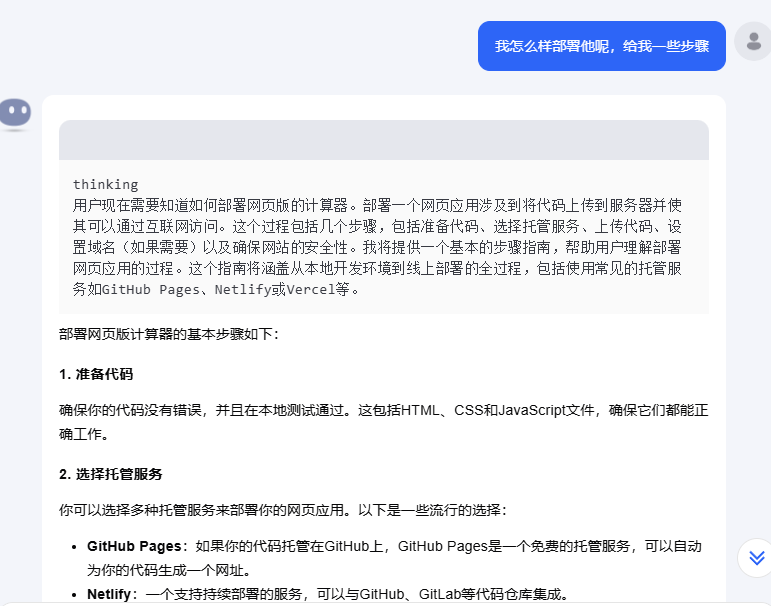 我怎么样部署他呢，给我一些步骤
thinking
用户现在需要知道如何部署网页版的计算器。部署一个网页应用涉及到将代码上传到服务器并使
其可以通过互联网访问。这个过程包括几个步骤，包括准备代码、选择托管服务、上传代码、设
置域名（如果需要）以及确保网站的安全性。我将提供一个基本的步骤指南，帮助用户理解部署
网页应用的过程。这个指南将涵盖从本地开发环境到线上部署的全过程，包括使用常见的托管服
务如GitHub Pages、Netlify或Vercel等。
部署网页版计算器的基本步骤如下：
1. 准备代码
确保你的代码没有错误，并且在本地测试通过。这包括HTML、CSS和JavaScript文件，确保它们都能正
确工作。
2. 选择托管服务
你可以选择多种托管服务来部署你的网页应用。以下是一些流行的选择：
• GitHub Pages：如果你的代码托管在GitHub上，GitHub Pages是一个免费的托管服务，可以自动
为你的代码生成一个网址。
• Netlify：一个支持持续部署的服务，可以与GitHub、GitLab等代码仓库集成。